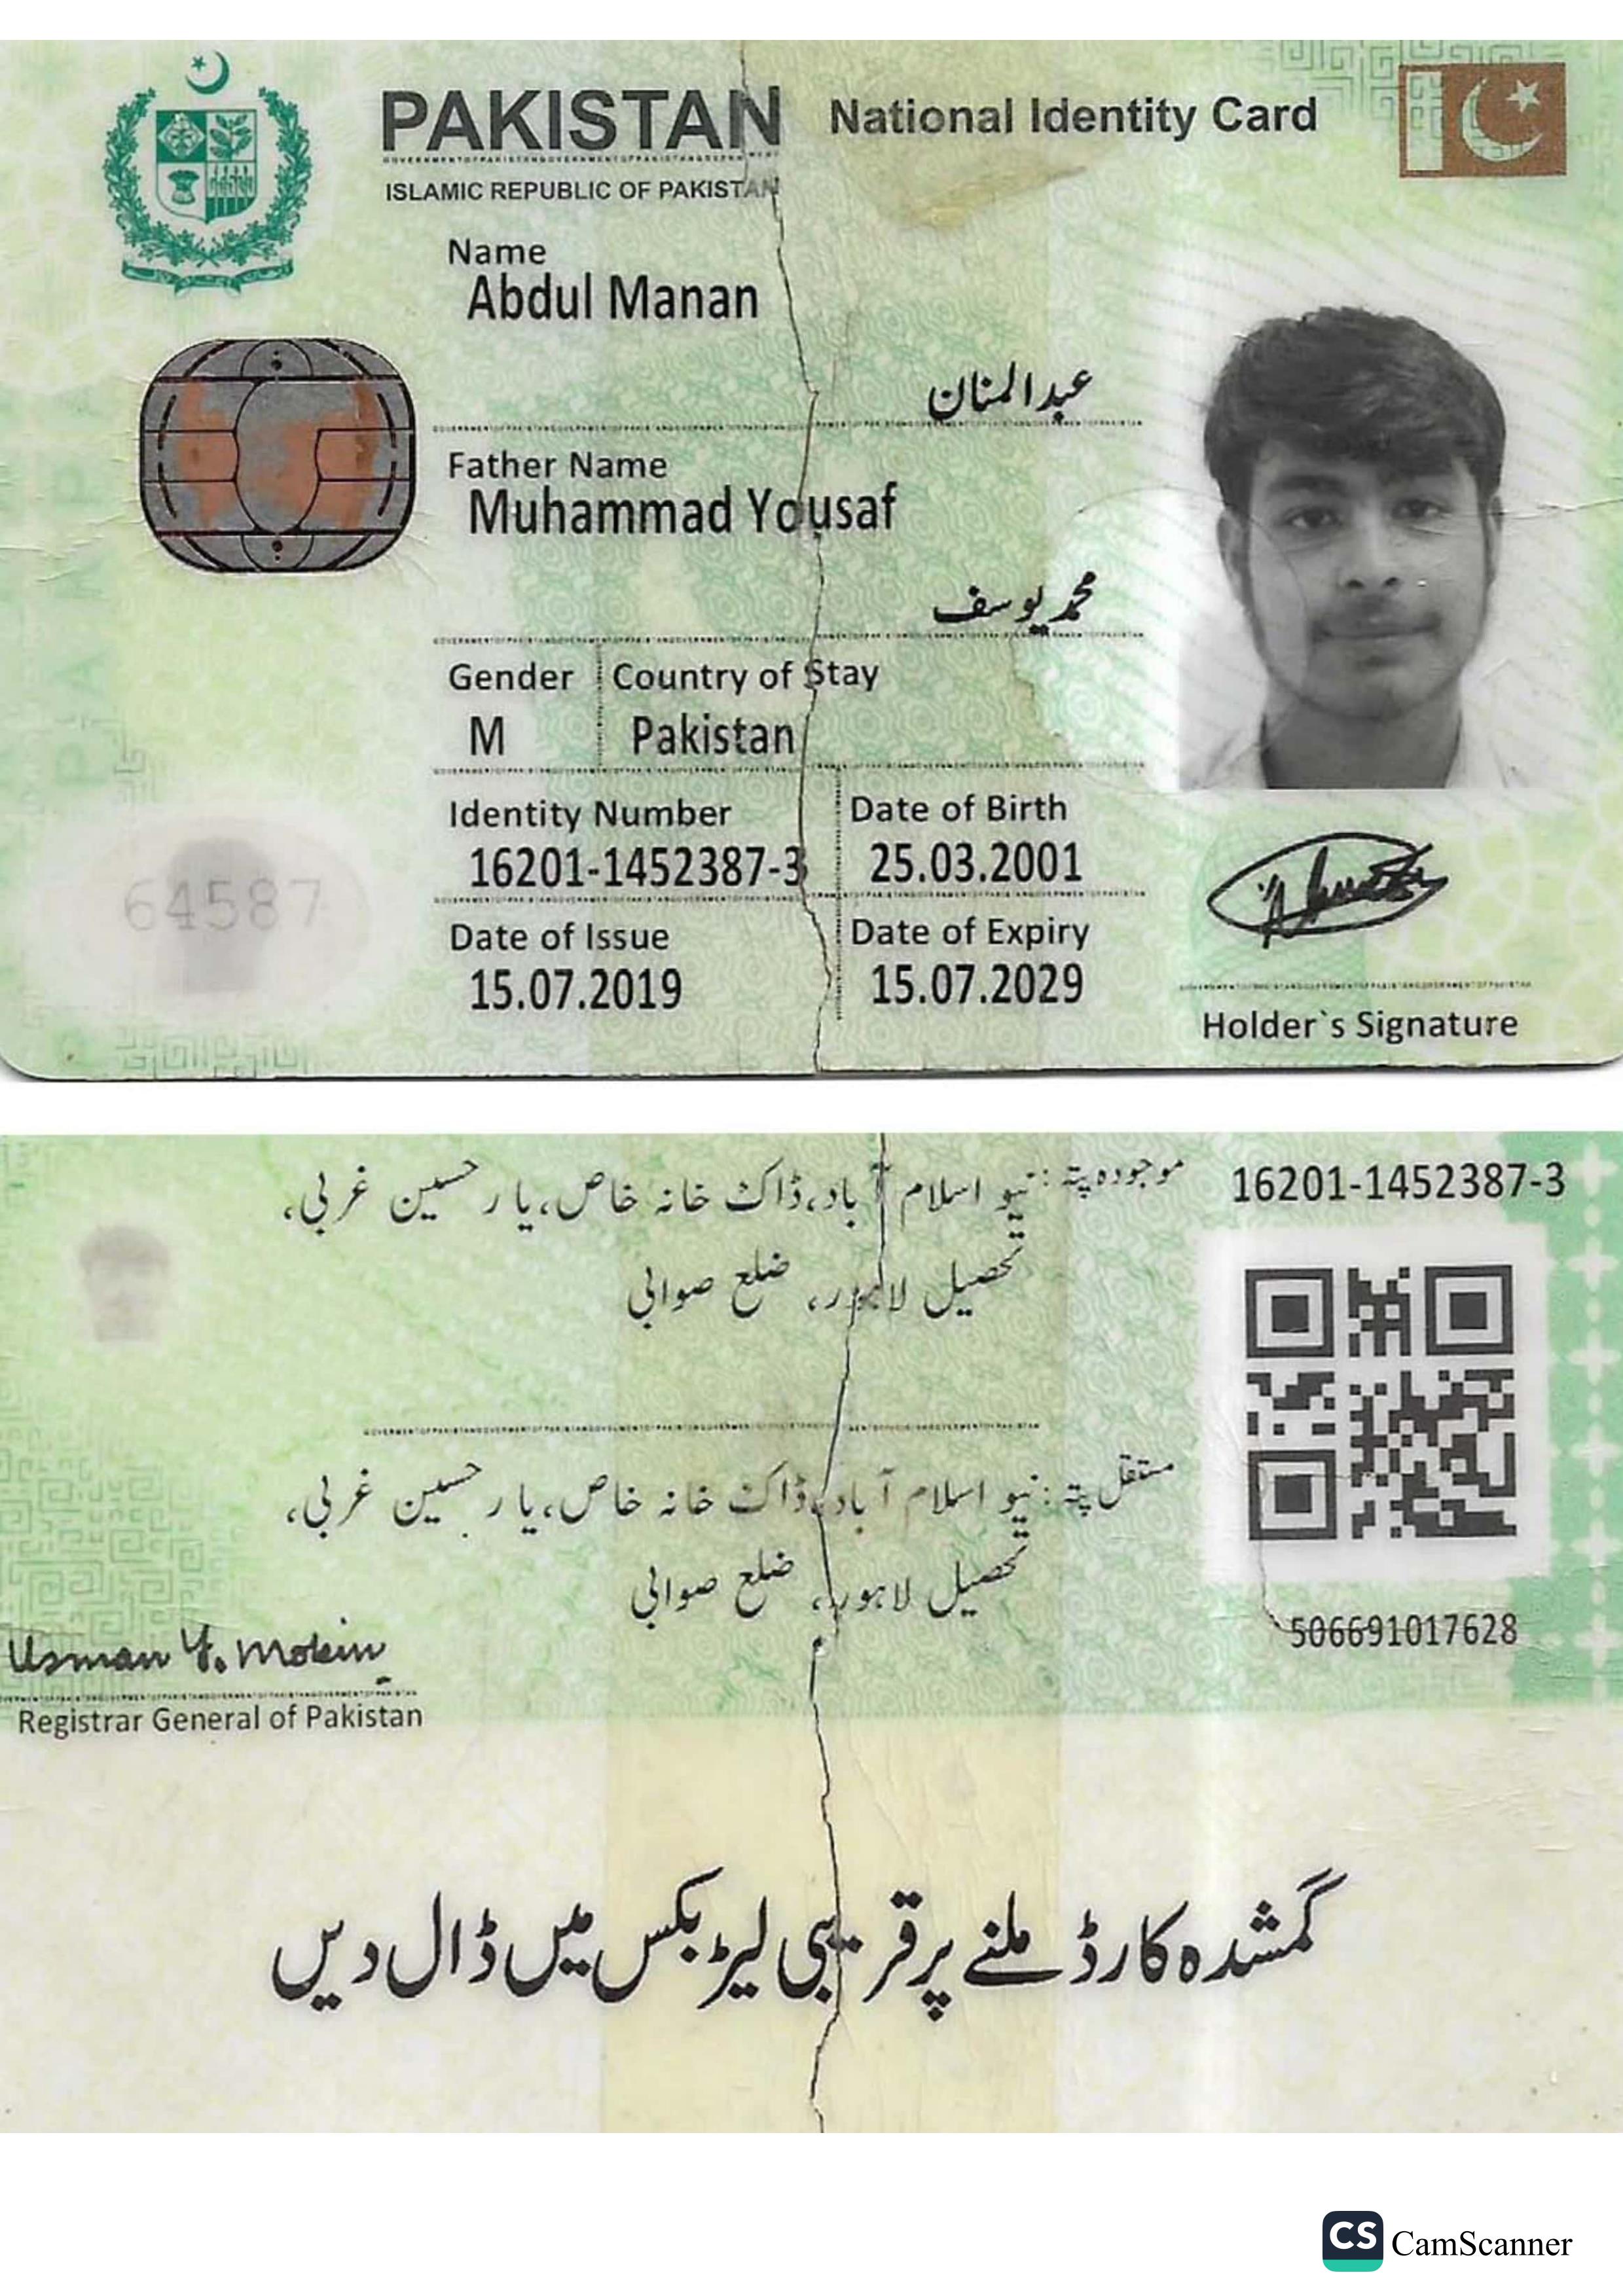 PAKISTAN National Identity Card
ISLAMIC REPUBLIC OF PAKISTAN
Name
Abdul Manan
عبدالمنان
Father Name
Muhammad Yousaf
محمد یوسف
Gender Country of Stay
M Pakistan
Identity Number Date of Birth
16201-1452387-3 25.03.2001
64587
Date of Issue Date of Expiry
15.07.2019 15.07.2029
Holder`s Signature
16201-1452387-3
موجودہ پتہ: نیو اسلام آباد، ڈاک خانہ خاص، یار حسین غربی،
تحصیل لاہور، ضلع صوابی
مستقل پتہ: نیو اسلام آباد، ڈاک خانہ خاص، یار حسین غربی،
تحصیل لاہور، ضلع صوابی
506691017628
Usman Y. Mobin
Registrar General of Pakistan
گمشدہ کارڈ ملنے پر قریبی لیٹر بکس میں ڈال دیں
CS CamScanner